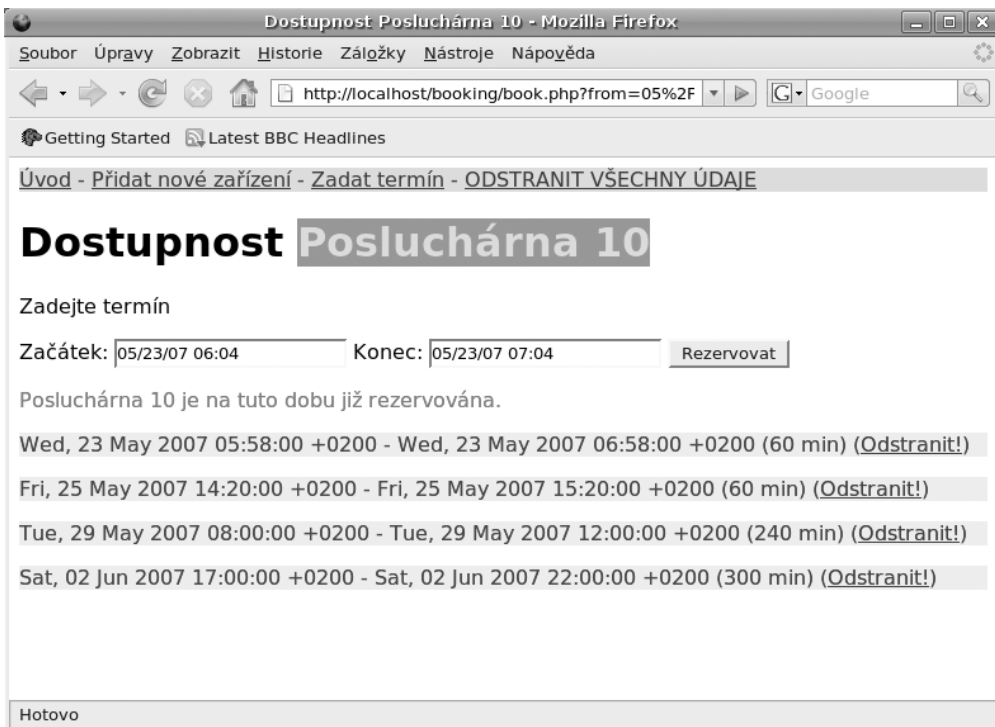 Dostupnost Posluchárna 10 - Mozilla Firefox
Soubor Úpravy Zobrazit Historie Záložky Nástroje Nápověda
http://localhost/booking/book.php?from=05%2F G Google
Getting Started Latest BBC Headlines
Úvod - Přidat nové zařízení - Zadat termín - ODSTRANIT VŠECHNY ÚDAJE
Dostupnost Posluchárna 10
Zadejte termín
Začátek: 05/23/07 06:04 Konec: 05/23/07 07:04 Rezervovat
Posluchárna 10 je na tuto dobu již rezervována.
Wed, 23 May 2007 05:58:00 +0200 - Wed, 23 May 2007 06:58:00 +0200 (60 min) (Odstranit!)
Fri, 25 May 2007 14:20:00 +0200 - Fri, 25 May 2007 15:20:00 +0200 (60 min) (Odstranit!)
Tue, 29 May 2007 08:00:00 +0200 - Tue, 29 May 2007 12:00:00 +0200 (240 min) (Odstranit!)
Sat, 02 Jun 2007 17:00:00 +0200 - Sat, 02 Jun 2007 22:00:00 +0200 (300 min) (Odstranit!)
Hotovo